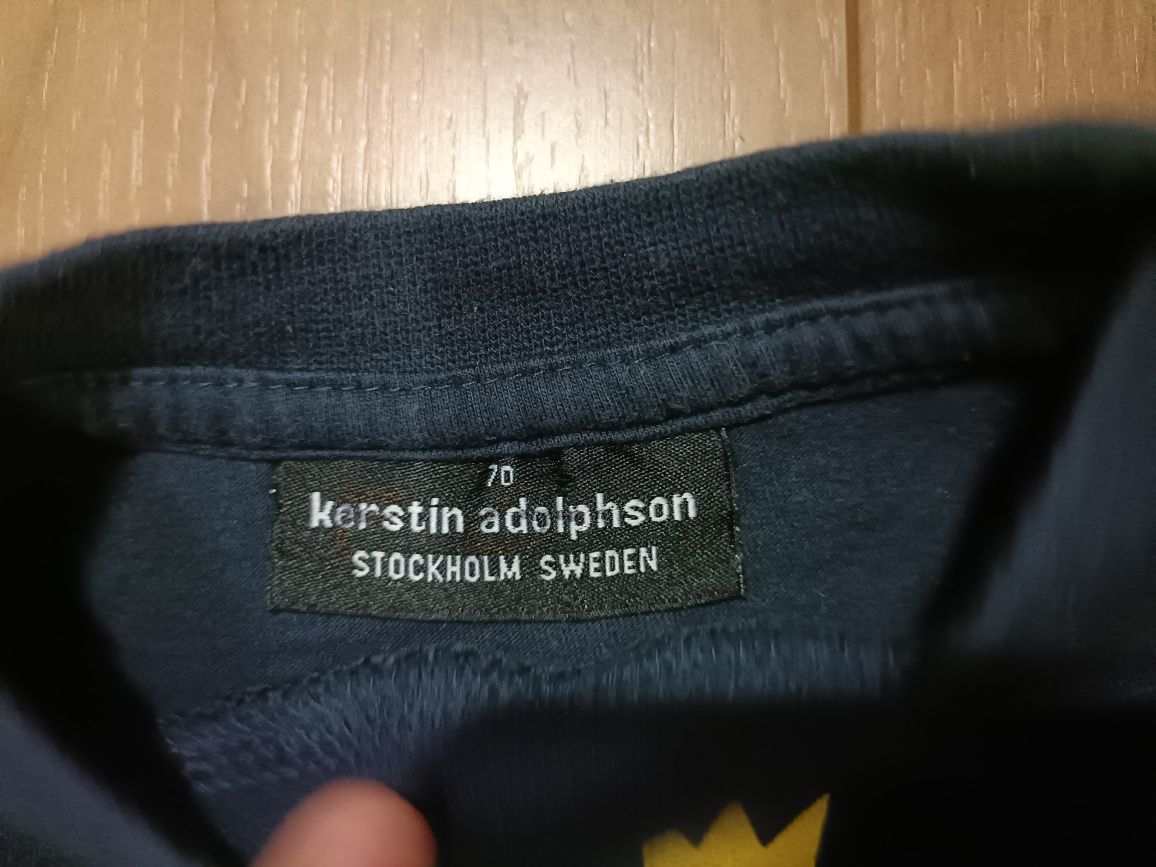 70
kerstin adolphson
STOCKHOLM SWEDEN